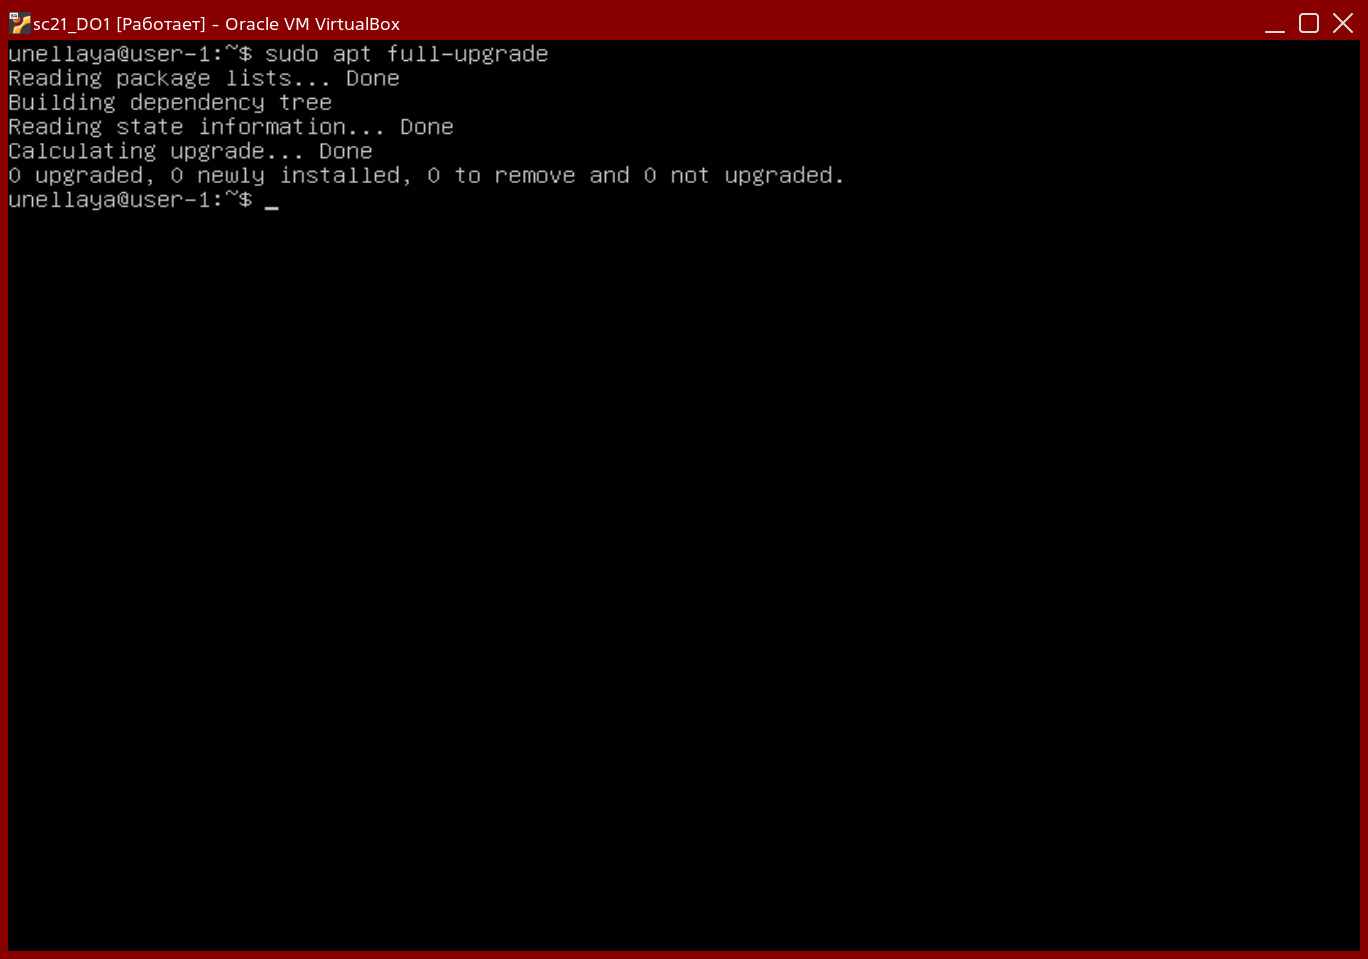 sc21_DO1 [Работает] - Oracle VM VirtualBox
unellaya@user-1:~$ sudo apt full-upgrade
Reading package lists... Done
Building dependency tree
Reading state information... Done
Calculating upgrade... Done
0 upgraded, 0 newly installed, 0 to remove and 0 not upgraded.
unellaya@user-1:~$ _